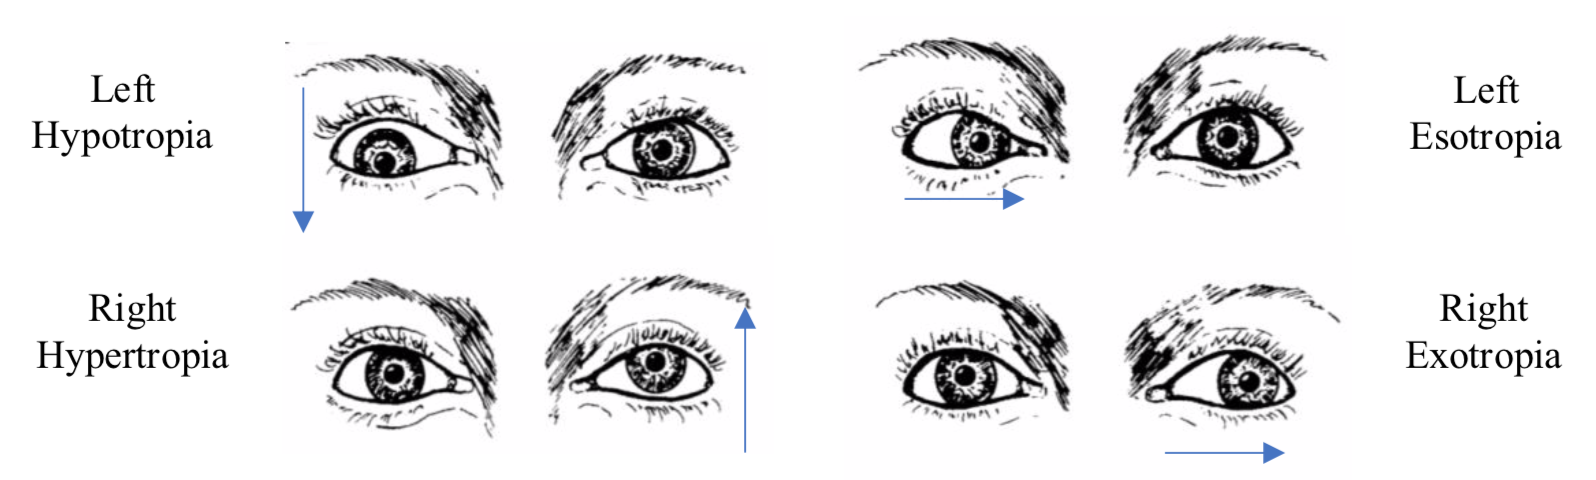 Left
Hypotropia
Left
Esotropia
Right
Hypertropia
Right
Exotropia